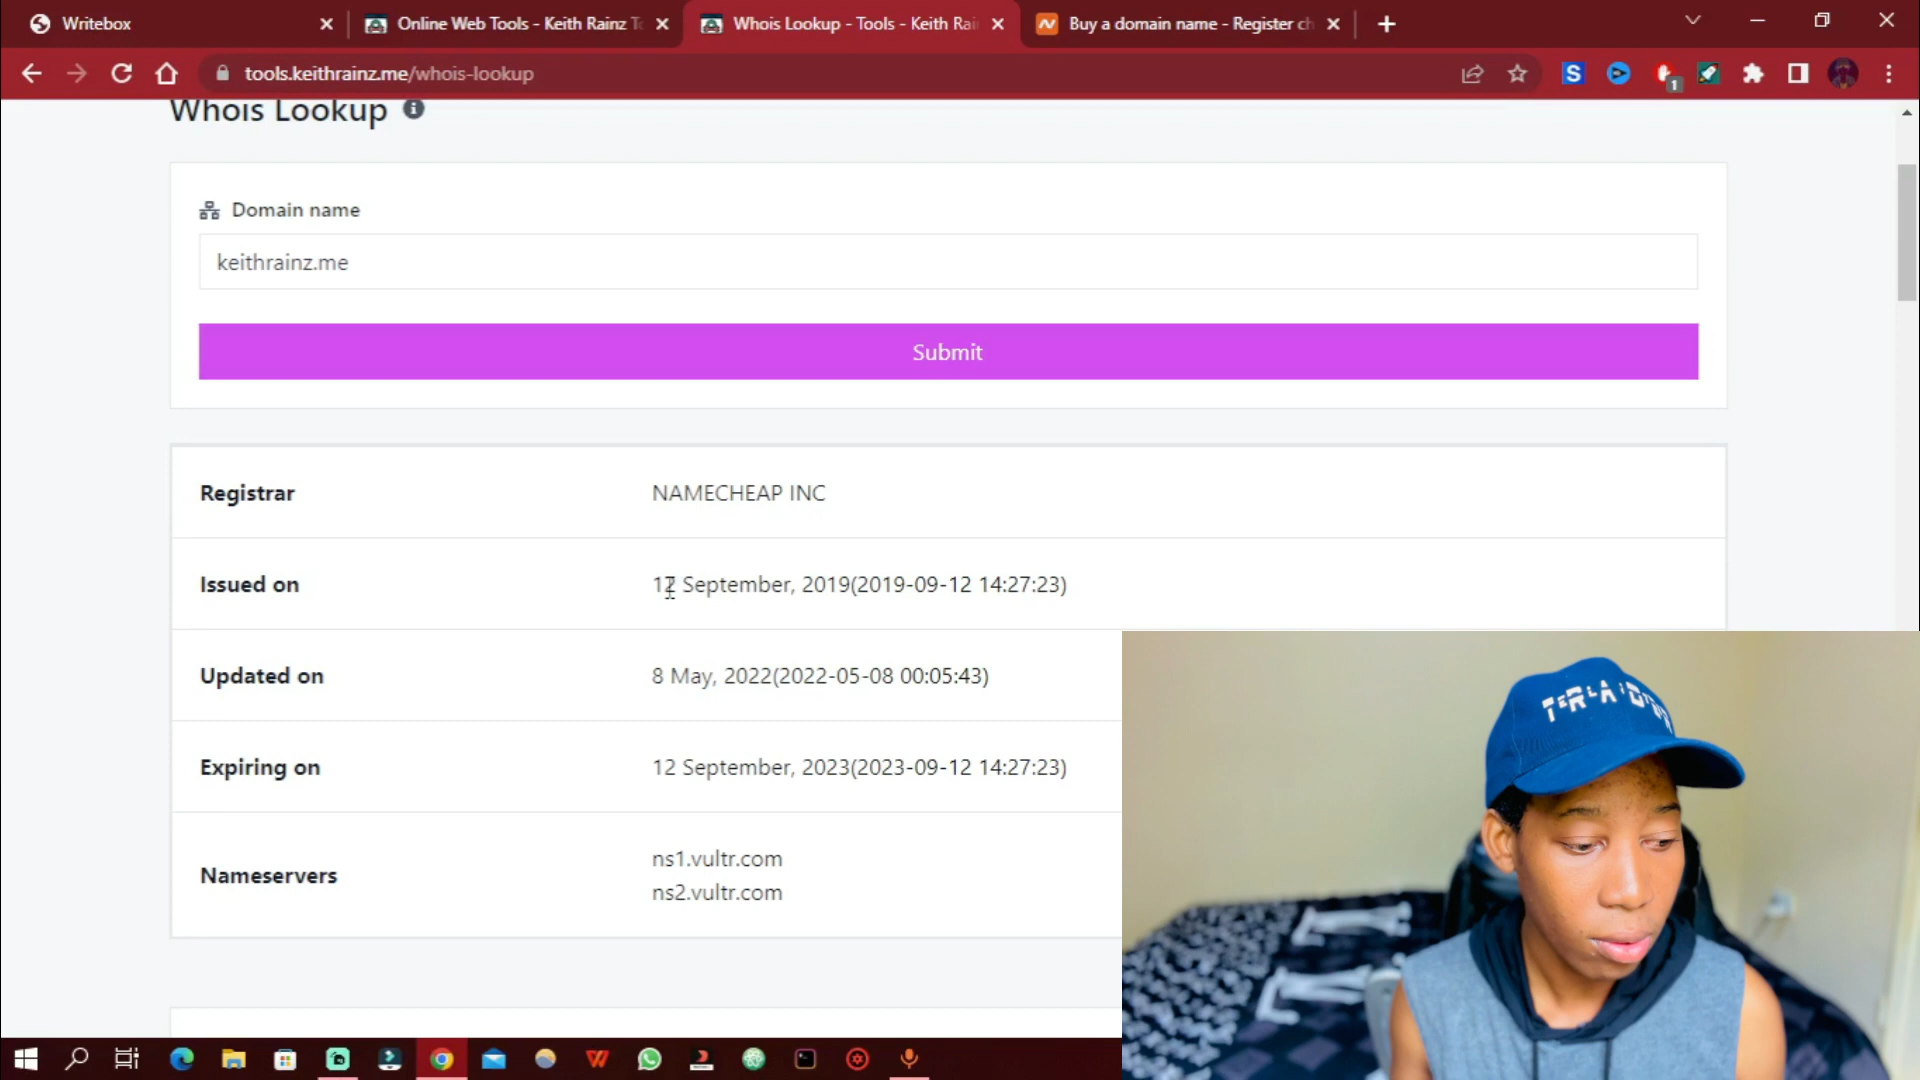 Writebox
Online Web Tools - Keith Rainz To
Whois Lookup - Tools - Keith Rai
Buy a domain name - Register ch
tools.keithrainz.me/whois-lookup
S
1
Whois Lookup
Domain name
keithrainz.me
Submit
Registrar NAMECHEAP INC
Issued on 12 September, 2019(2019-09-12 14:27:23)
Updated on 8 May, 2022(2022-05-08 00:05:43)
Expiring on 12 September, 2023(2023-09-12 14:27:23)
Nameservers ns1.vultr.com
ns2.vultr.com